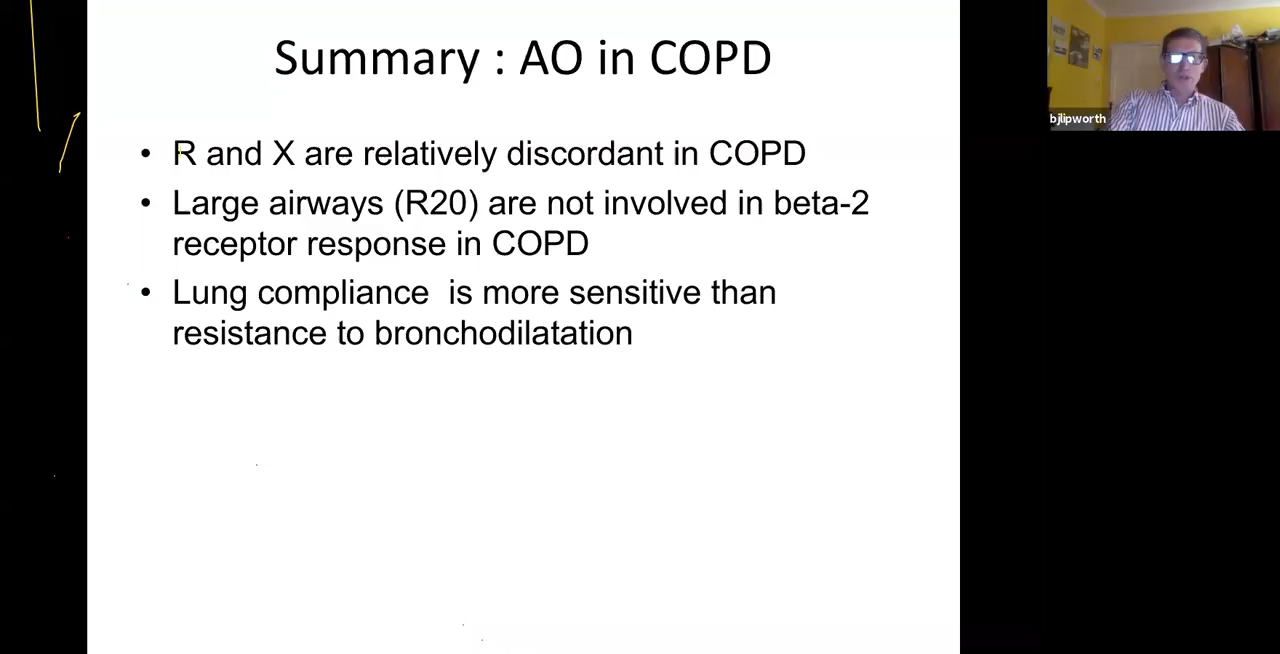 Summary : AO in COPD
bjlipworth
• R and X are relatively discordant in COPD
• Large airways (R20) are not involved in beta-2
receptor response in COPD
• Lung compliance  is more sensitive than
resistance to bronchodilatation